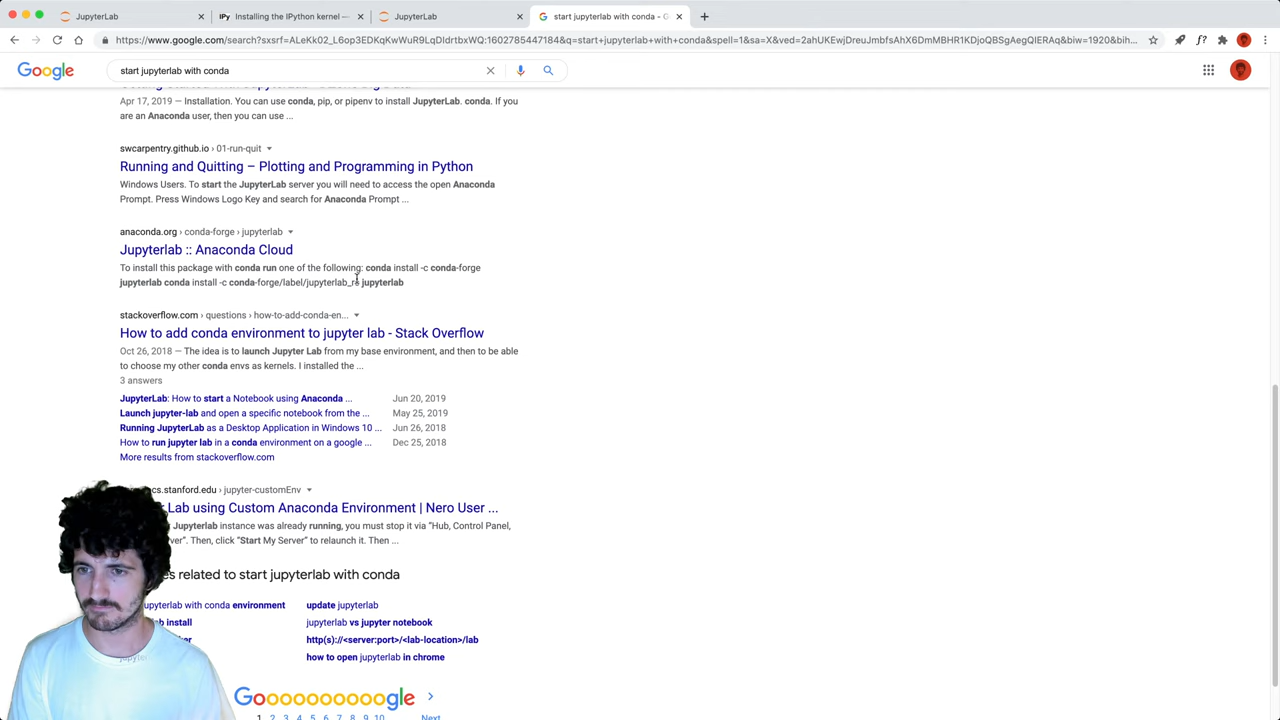 JupyterLab
IPy Installing the IPython kernel —
JupyterLab
start jupyterlab with conda - G
https://www.google.com/search?sxsrf=ALeKk02_L6op3EDKqKwWuR9LqDIdrtbxWQ:1602785447184&q=start+jupyterlab+with+conda&spell=1&sa=X&ved=2ahUKEwjDreuJmbfsAhX6DmMBHR1KDjoQBSgAegQIERAq&biw=1920&bih...
Google
start jupyterlab with conda
Apr 17, 2019 — Installation. You can use conda, pip, or pipenv to install JupyterLab. conda. If you
are an Anaconda user, then you can use ...
swcarpentry.github.io › 01-run-quit
Running and Quitting – Plotting and Programming in Python
Windows Users. To start the JupyterLab server you will need to access the open Anaconda
Prompt. Press Windows Logo Key and search for Anaconda Prompt ...
anaconda.org › conda-forge › jupyterlab
Jupyterlab :: Anaconda Cloud
To install this package with conda run one of the following: conda install -c conda-forge
jupyterlab conda install -c conda-forge/label/jupyterlab_rc jupyterlab
stackoverflow.com › questions › how-to-add-conda-en...
How to add conda environment to jupyter lab - Stack Overflow
Oct 26, 2018 — The idea is to launch Jupyter Lab from my base environment, and then to be able
to choose my other conda envs as kernels. I installed the ...
3 answers
JupyterLab: How to start a Notebook using Anaconda ... Jun 20, 2019
Launch jupyter-lab and open a specific notebook from the ... May 25, 2019
Running JupyterLab as a Desktop Application in Windows 10 ... Jun 26, 2018
How to run jupyter lab in a conda environment on a google ... Dec 25, 2018
More results from stackoverflow.com
cs.stanford.edu › jupyter-customEnv
Lab using Custom Anaconda Environment | Nero User ...
Jupyterlab instance was already running, you must stop it via “Hub, Control Panel,
Then, click “Start My Server” to relaunch it. Then ...
related to start jupyterlab with conda
jupyterlab with conda environment
update jupyterlab
install
jupyterlab vs jupyter notebook
http(s)://<server:port>/<lab-location>/lab
how to open jupyterlab in chrome
Goooooooooogle
1 2 3 4 5 6 7 8 9 10 Next